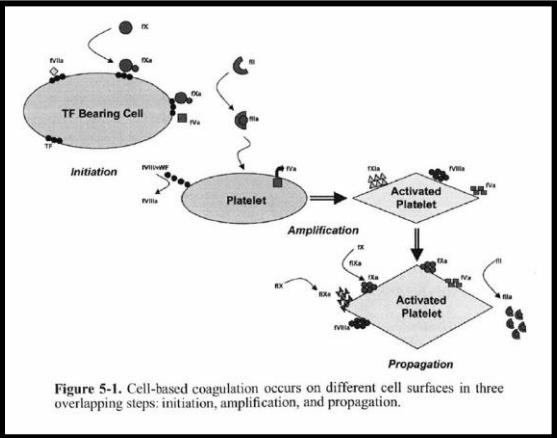 fX
fVIIa
fXa
fII
TF Bearing Cell
fXa
fVa
fIIa
TF
Initiation
fVIII/vWF
fVa
fVIIIa
Platelet
fXIa
fVIIIa
fVa
Activated
Platelet
Amplification
fX
fIXa
fXa
fXa
fVa
fII
fIX
fIXa
Activated
Platelet
fIIa
fVIIIa
Propagation
Figure 5-1. Cell-based coagulation occurs on different cell surfaces in three
overlapping steps: initiation, amplification, and propagation.